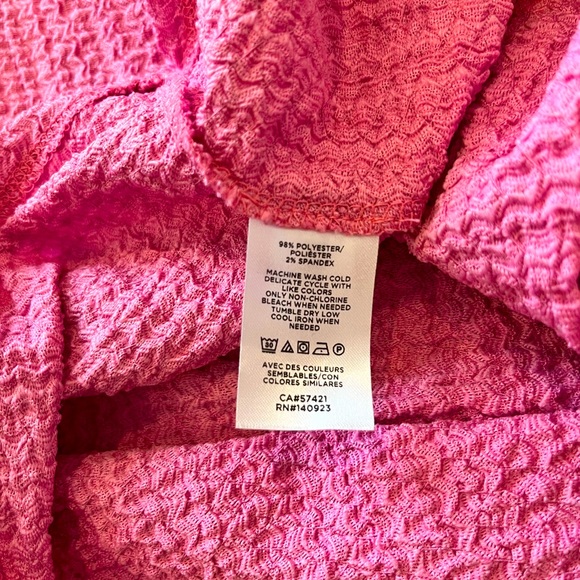 98% POLYESTER/
POLIÉSTER
2% SPANDEX
MACHINE WASH COLD
DELICATE CYCLE WITH
LIKE COLORS
ONLY NON-CHLORINE
BLEACH WHEN NEEDED
TUMBLE DRY LOW
COOL IRON WHEN
NEEDED
30 P
AVEC DES COULEURS
SEMBLABLES/CON
COLORES SIMILARES
CA#57421
RN#140923